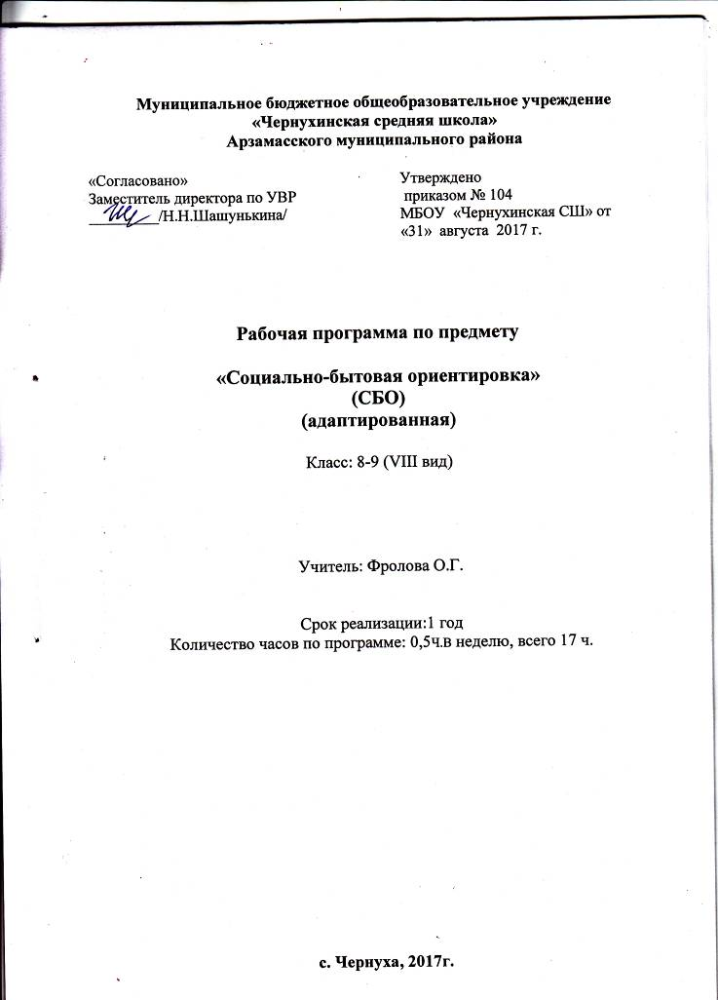 Муниципальное бюджетное общеобразовательное учреждение
«Чернухинская средняя школа»
Арзамасского муниципального района
«Согласовано»
Заместитель директора по УВР
__________/Н.Н.Шашунькина/
Утверждено
приказом № 104
МБОУ «Чернухинская СШ» от
«31» августа 2017 г.
Рабочая программа по предмету
«Социально-бытовая ориентировка»
(СБО)
(адаптированная)
Класс: 8-9 (VIII вид)
Учитель: Фролова О.Г.
Срок реализации:1 год
Количество часов по программе: 0,5ч.в неделю, всего 17 ч.
с. Чернуха, 2017г.